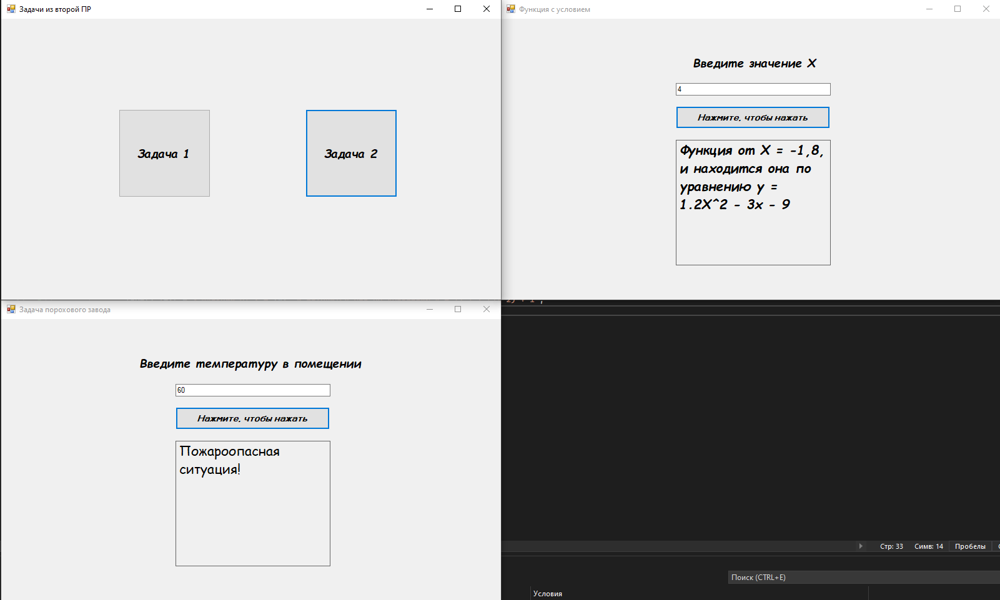 Задачи из второй ПР
Задача 1
Задача 2
Функция с условием
Введите значение X
4
Нажмите, чтобы нажать
Функция от X = -1,8,
и находится она по
уравнению y =
1.2X^2 - 3x - 9
Задача порохового завода
Введите температуру в помещении
60
Нажмите, чтобы нажать
Пожароопасная
ситуация!
Стр: 33 Симв: 14 Пробелы
Поиск (CTRL+E)
Условия